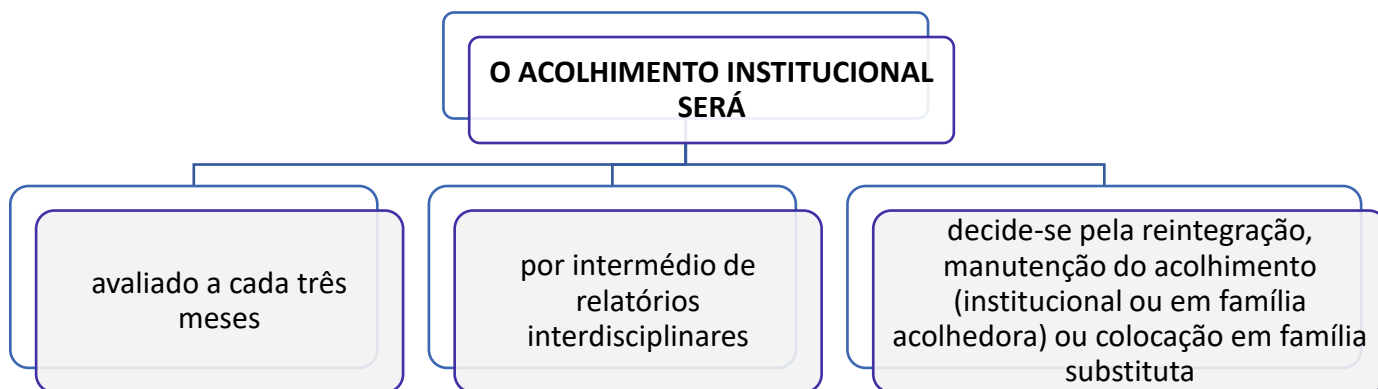 O ACOLHIMENTO INSTITUCIONAL
SERÁ
avaliado a cada três
meses
por intermédio de
relatórios
interdisciplinares
decide-se pela reintegração,
manutenção do acolhimento
(institucional ou em família
acolhedora) ou colocação em família
substituta